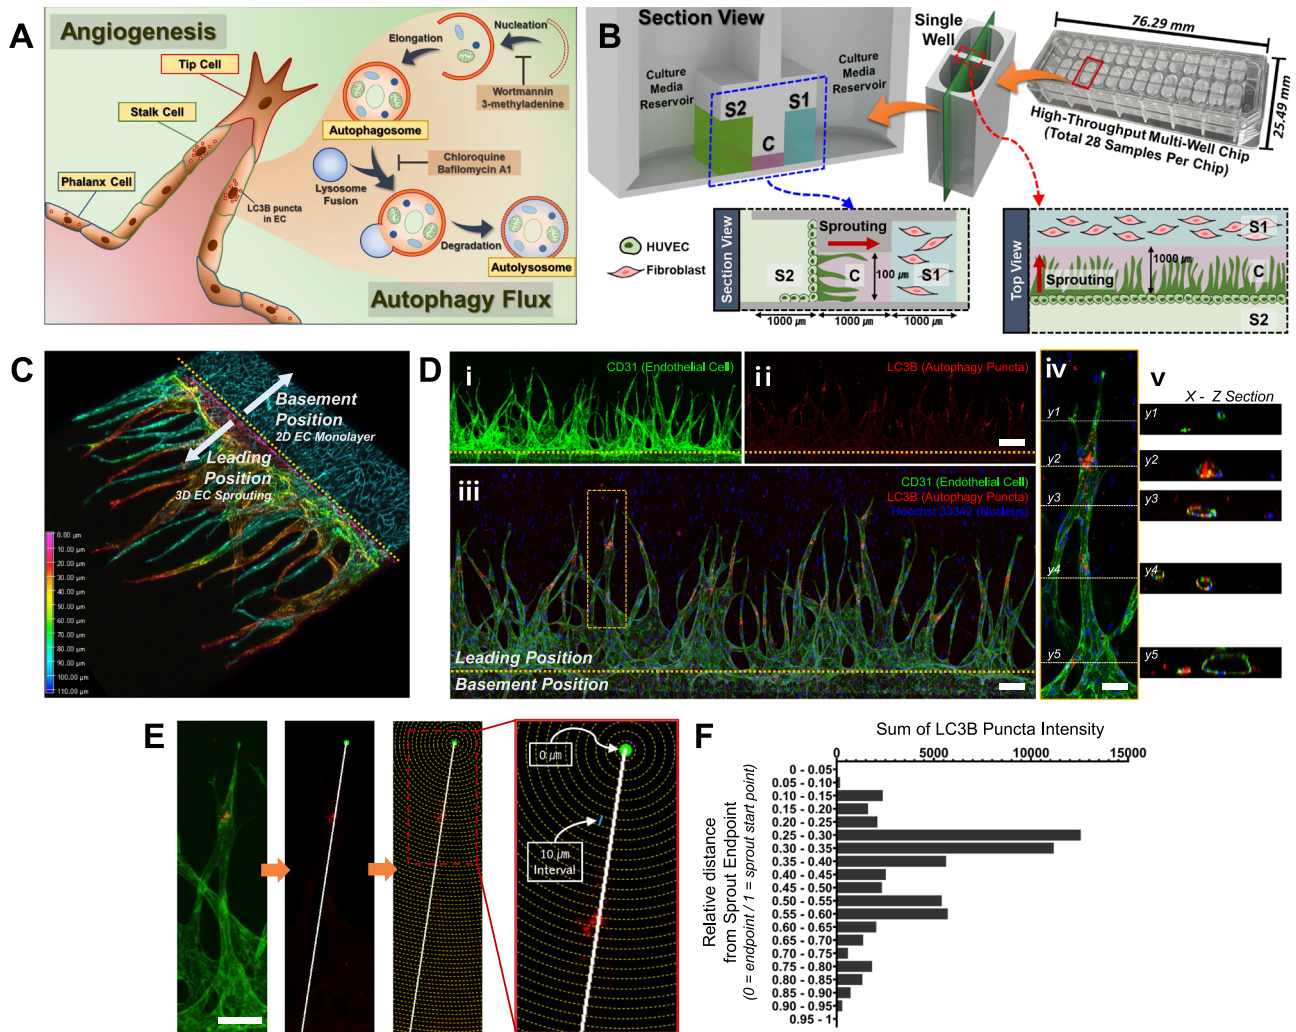 A
Angiogenesis
Tip Cell
Stalk Cell
Phalanx Cell
LC3B puncta
in EC
Elongation
Nucleation
Wortmannin
3-methyladenine
Autophagosome
Chloroquine
Bafilomycin A1
Lysosome
Fusion
Degradation
Autolysosome
Autophagy Flux
B
Section View
Culture
Media
Reservoir
Culture
Media
Reservoir
S2
S1
C
Single
Well
76.29 mm
25.49 mm
High-Throughput Multi-Well Chip
(Total 28 Samples Per Chip)
HUVEC
Fibroblast
Section View
Sprouting
S2
C
100 µm
S1
1000 µm
1000 µm
1000 µm
Top View
S1
1000 µm
C
Sprouting
S2
C
Basement
Position
2D EC Monolayer
Leading
Position
3D EC Sprouting
0.00 µm
10.00 µm
20.00 µm
30.00 µm
40.00 µm
50.00 µm
60.00 µm
70.00 µm
80.00 µm
90.00 µm
100.00 µm
110.00 µm
D
i
CD31 (Endothelial Cell)
ii
LC3B (Autophagy Puncta)
iii
CD31 (Endothelial Cell)
LC3B (Autophagy Puncta)
Hoechst 33342 (Nucleus)
Leading Position
Basement Position
iv
y1
y2
y3
y4
y5
v
X - Z Section
y1
y2
y3
y4
y5
E
0 µm
10 µm
Interval
F
Sum of LC3B Puncta Intensity
0
5000
10000
15000
Relative distance
from Sprout Endpoint
(0 = endpoint / 1 = sprout start point)
0 - 0.05
0.05 - 0.10
0.10 - 0.15
0.15 - 0.20
0.20 - 0.25
0.25 - 0.30
0.30 - 0.35
0.35 - 0.40
0.40 - 0.45
0.45 - 0.50
0.50 - 0.55
0.55 - 0.60
0.60 - 0.65
0.65 - 0.70
0.70 - 0.75
0.75 - 0.80
0.80 - 0.85
0.85 - 0.90
0.90 - 0.95
0.95 - 1